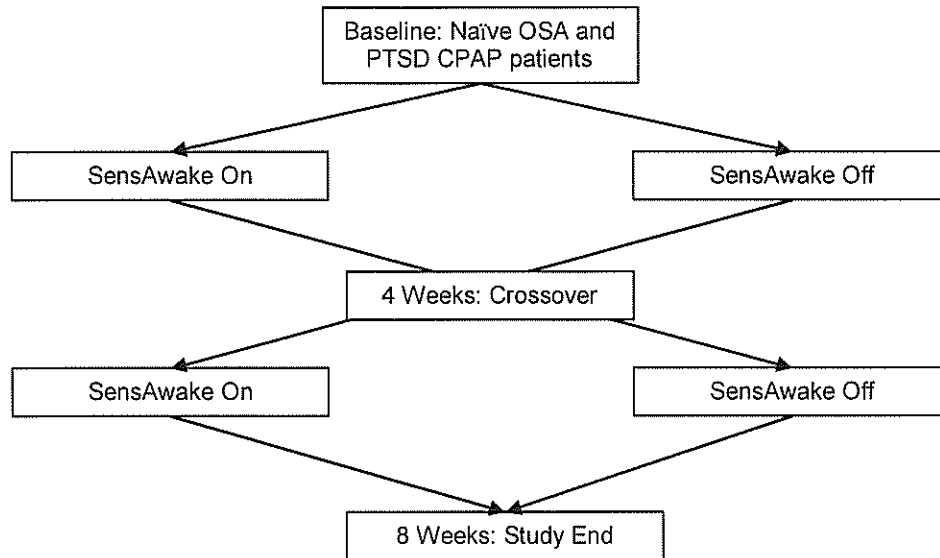 Baseline: Naïve OSA and
PTSD CPAP patients
SensAwake On
SensAwake Off
4 Weeks: Crossover
SensAwake On
SensAwake Off
8 Weeks: Study End